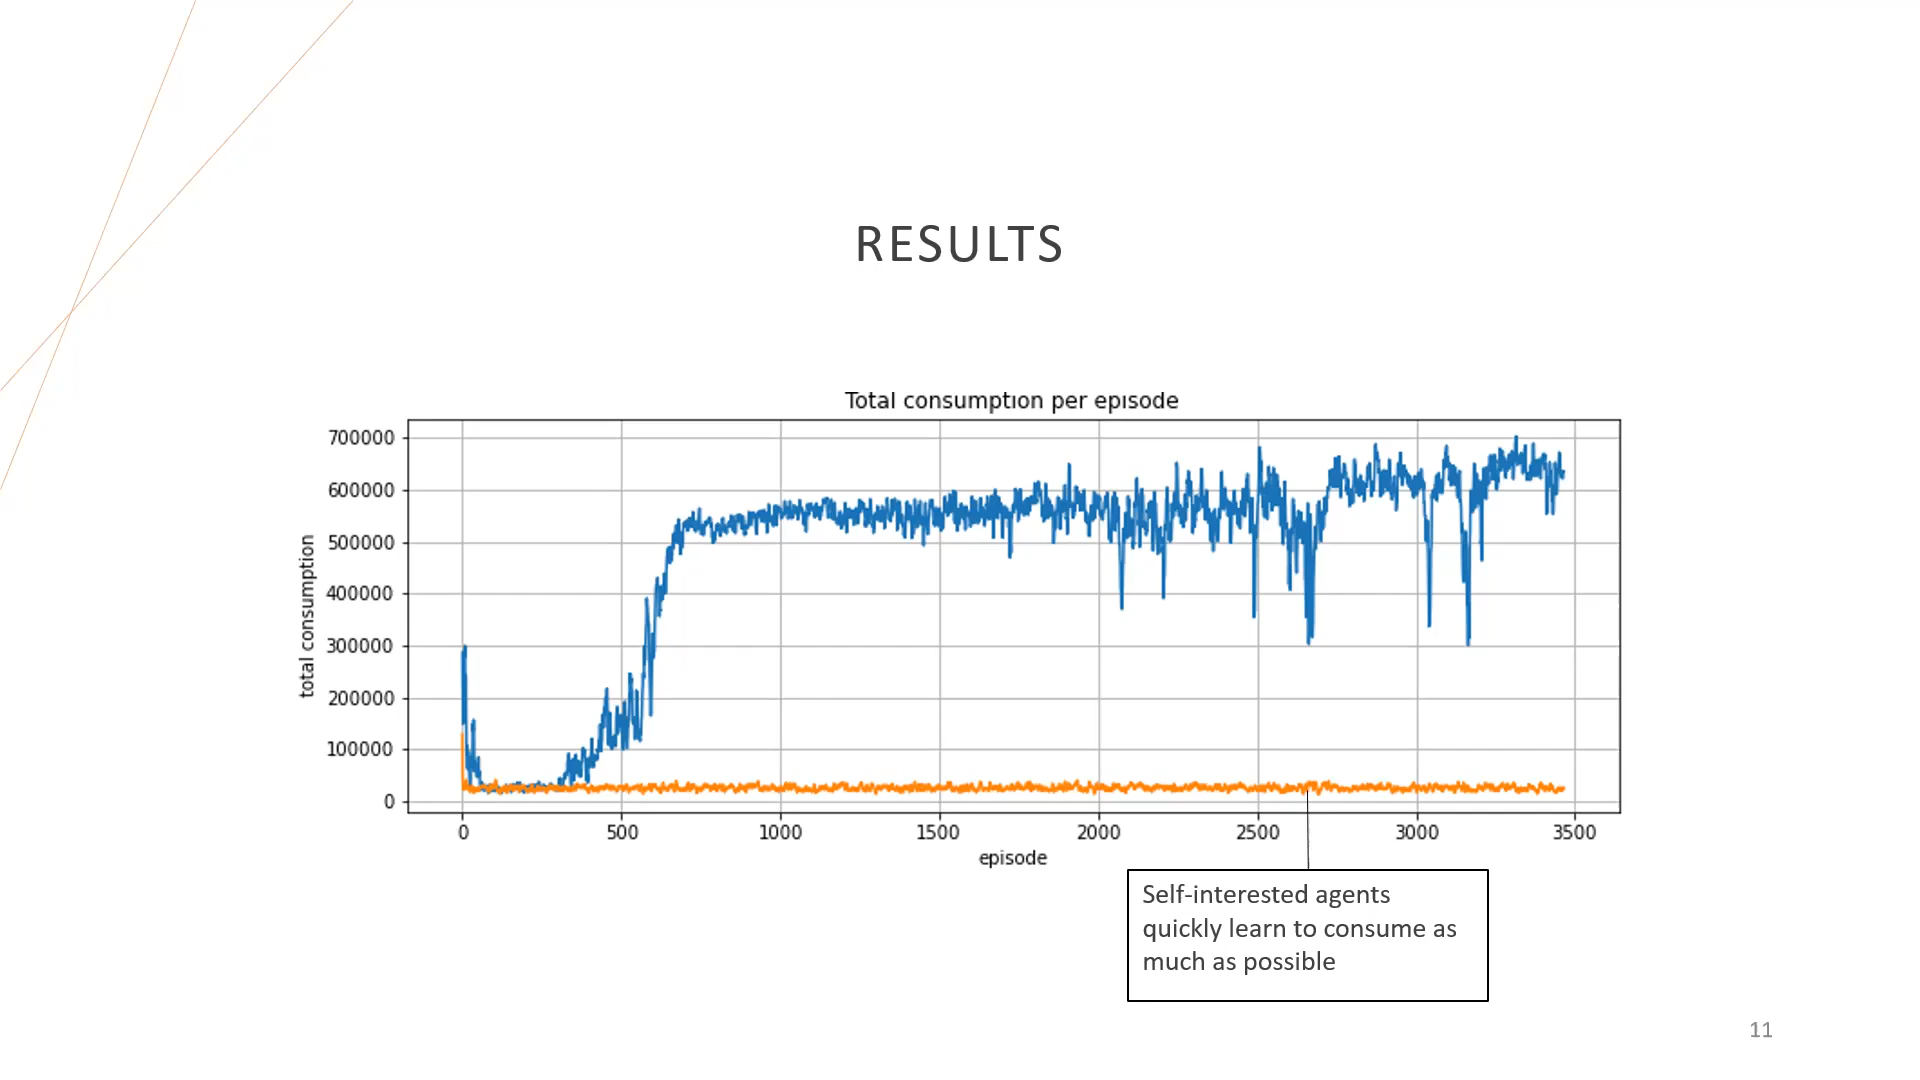 RESULTS
Total consumption per episode
total consumption
700000
600000
500000
400000
300000
200000
100000
0
0 500 1000 1500 2000 2500 3000 3500
episode
Self-interested agents
quickly learn to consume as
much as possible
11